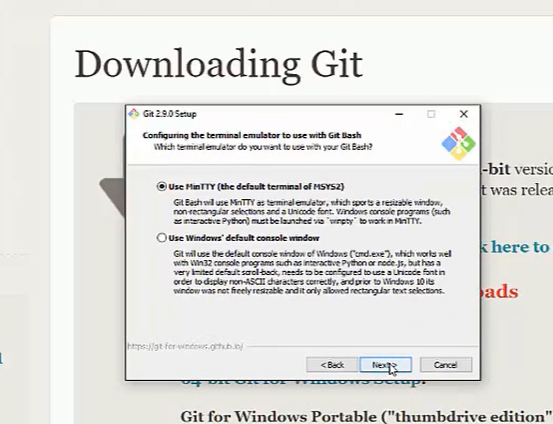 Downloading Git
Git 2.9.0 Setup
Configuring the terminal emulator to use with Git Bash
Which terminal emulator do you want to use with your Git Bash?
-bit versio
t was relea
Use MinTTY (the default terminal of MSYS2)
Git Bash will use MinTTY as terminal emulator, which sports a resizable window,
non-rectangular selections and a Unicode font. Windows console programs (such
as interactive Python) must be launched via `winpty` to work in MinTTY.
Use Windows' default console window
k here to
Git will use the default console window of Windows ("cmd.exe"), which works well
with Win32 console programs such as interactive Python or node.js, but has a
very limited default scroll-back, needs to be configured to use a Unicode font in
order to display non-ASCII characters correctly, and prior to Windows 10 its
window was not freely resizable and it only allowed rectangular text selections.
oads
https://git-for-windows.github.io/
< Back
Next >
Cancel
64-bit Git for Windows Setup.
Git for Windows Portable ("thumbdrive edition"